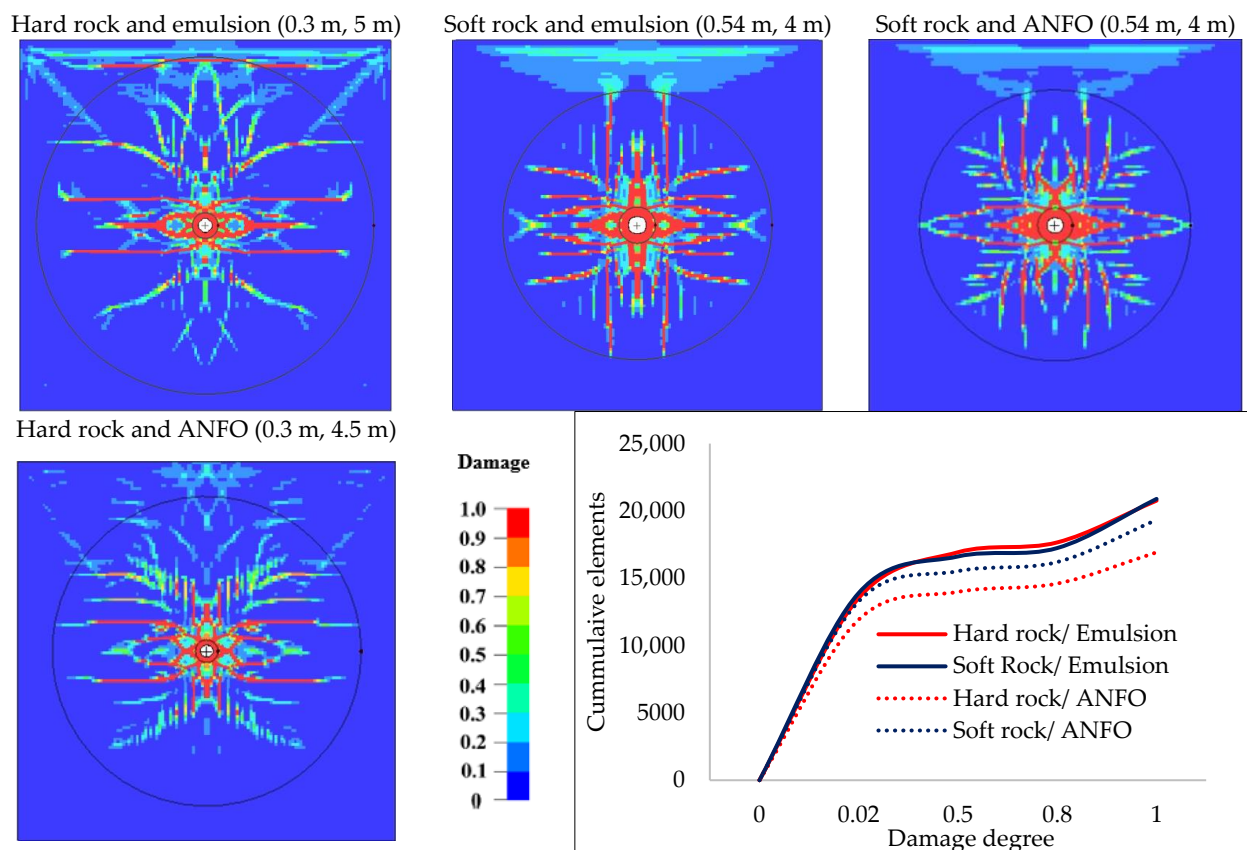 Hard rock and emulsion (0.3 m, 5 m)
Soft rock and emulsion (0.54 m, 4 m)
Soft rock and ANFO (0.54 m, 4 m)
Hard rock and ANFO (0.3 m, 4.5 m)
Damage
1.0
0.9
0.8
0.7
0.6
0.5
0.4
0.3
0.2
0.1
0
Cummulaive elements
25,000
20,000
15,000
10,000
5000
0
Hard rock/ Emulsion
Soft Rock/ Emulsion
Hard rock/ ANFO
Soft rock/ ANFO
0 0.02 0.5 0.8 1
Damage degree